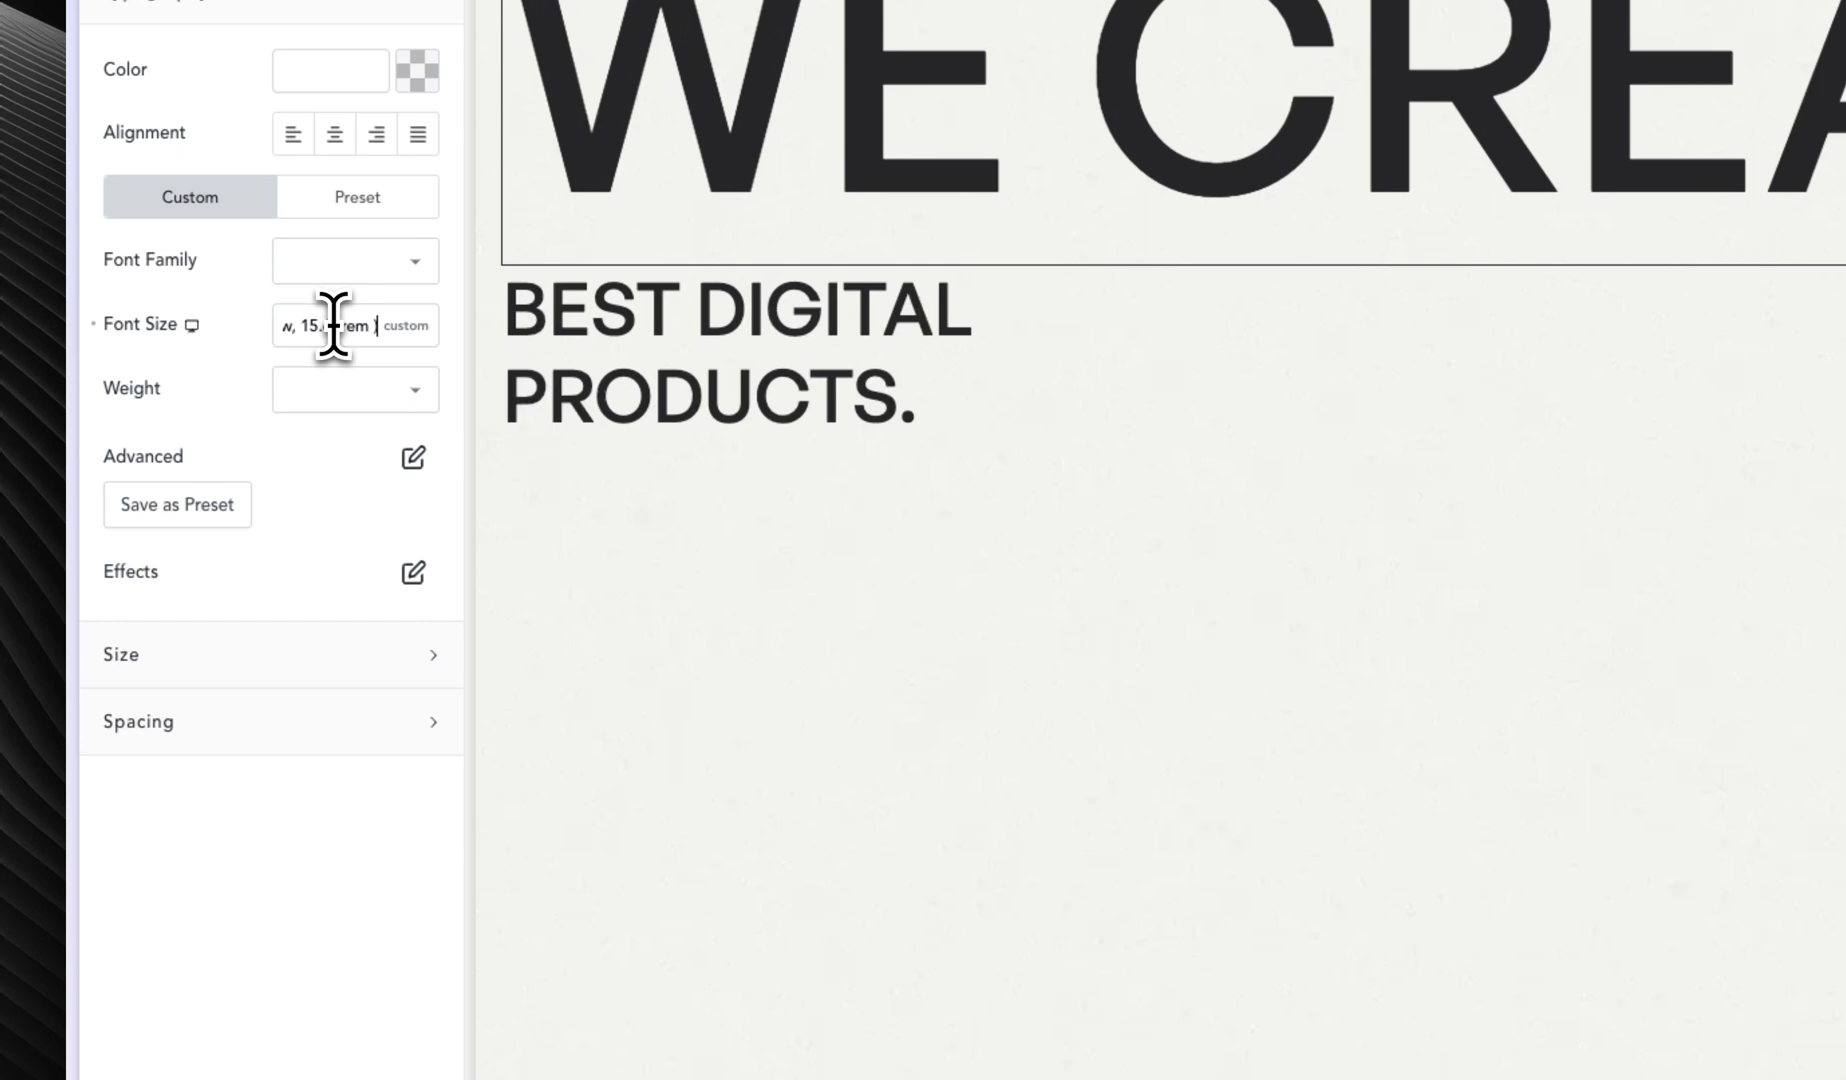 WE CREA
Color
Alignment
Custom
Preset
Font Family
Font Size
rem ) custom
Weight
Advanced
Save as Preset
Effects
Size
Spacing
BEST DIGITAL
PRODUCTS.